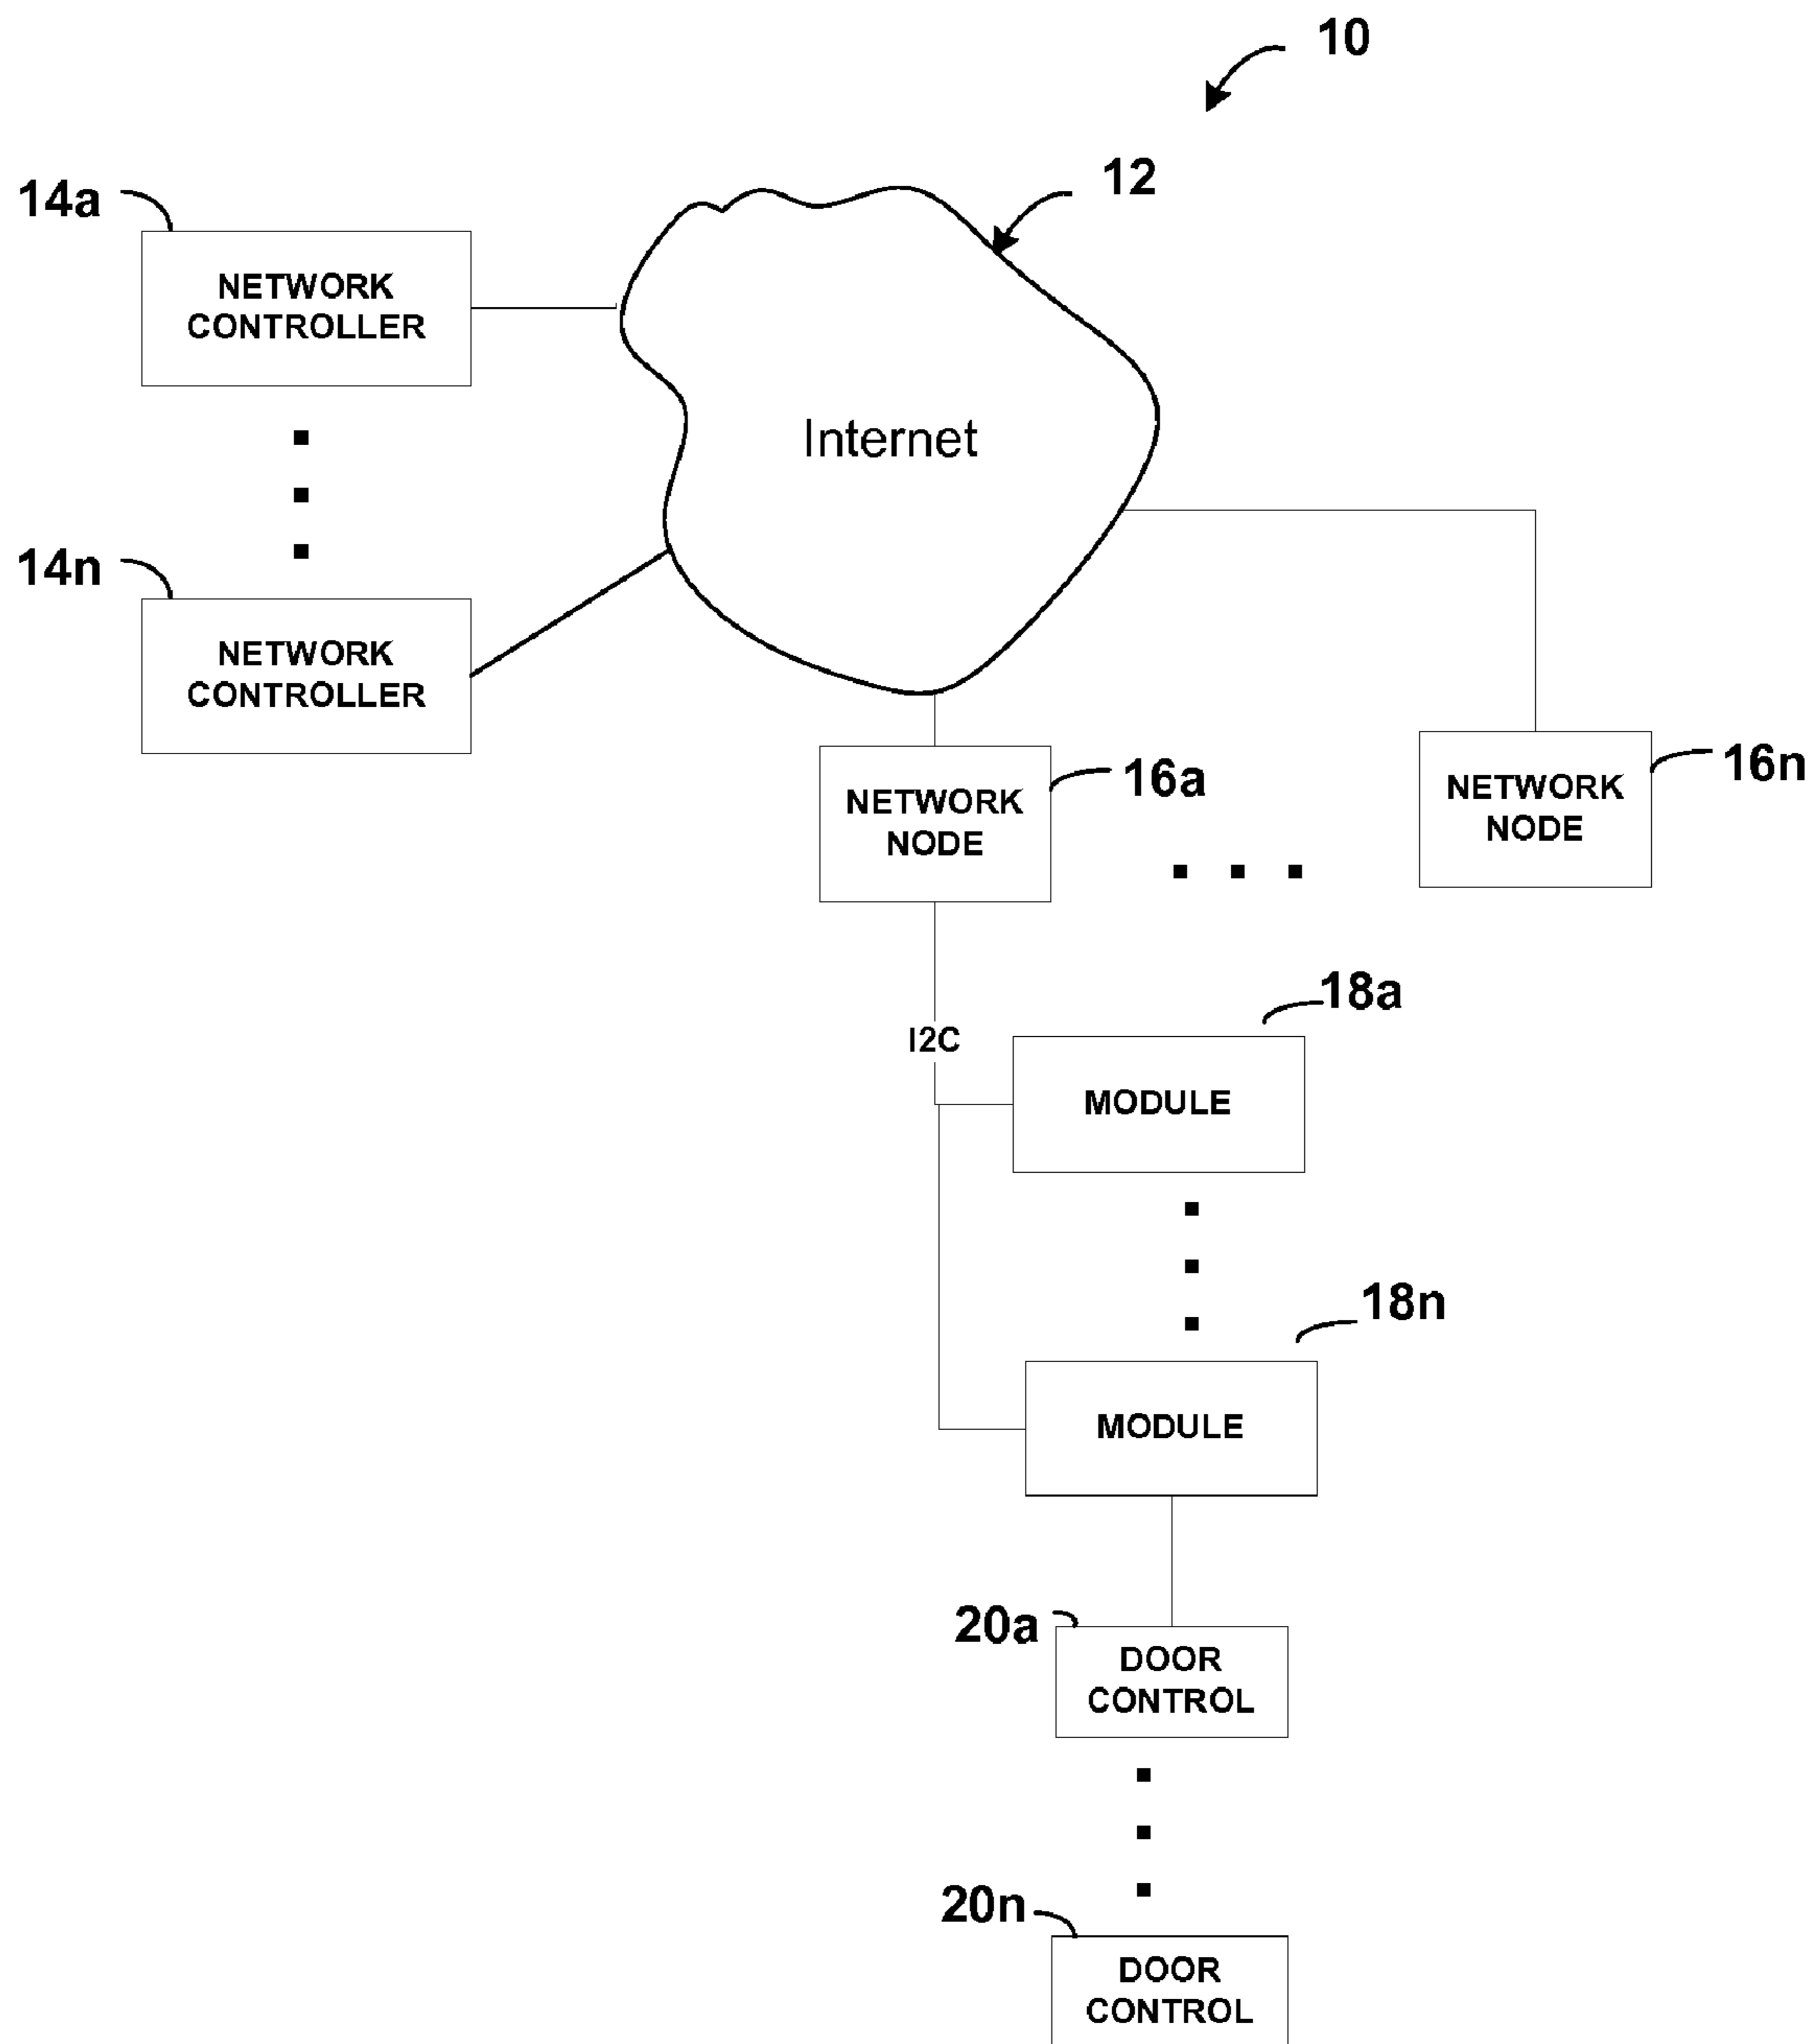 10
12
14a
NETWORK
CONTROLLER
Internet
14n
NETWORK
CONTROLLER
16a
NETWORK
NODE
16n
NETWORK
NODE
18a
I2C
MODULE
18n
MODULE
20a
DOOR
CONTROL
20n
DOOR
CONTROL